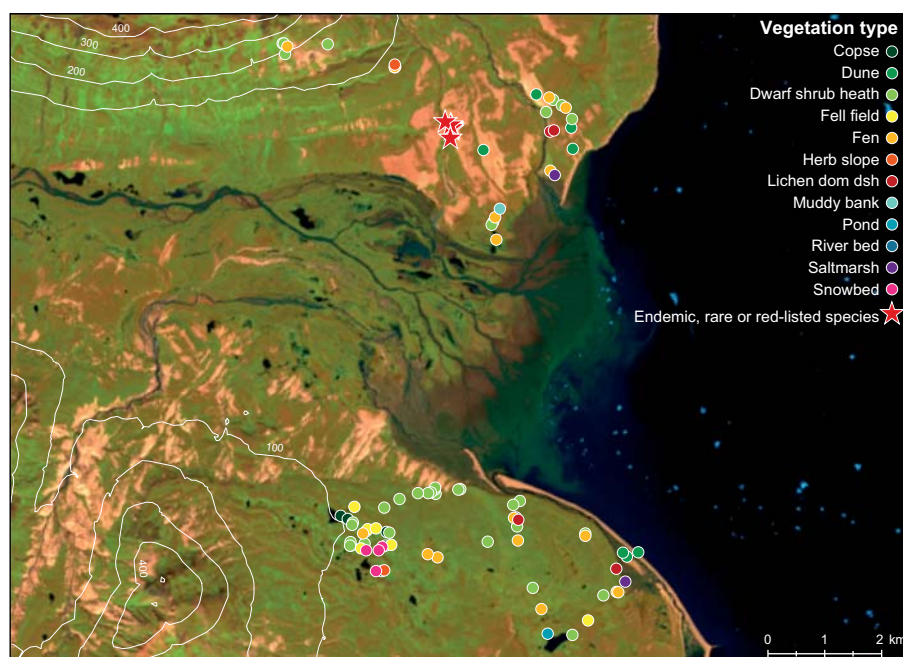 400
300
200
100
400
Vegetation type
Copse
Dune
Dwarf shrub heath
Fell field
Fen
Herb slope
Lichen dom dsh
Muddy bank
Pond
River bed
Saltmarsh
Snowbed
Endemic, rare or red-listed species
0 1 2 km